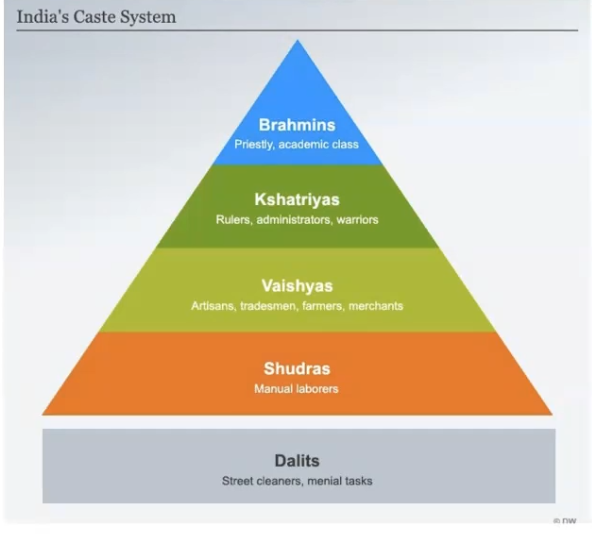 India's Caste System
Brahmins
Priestly, academic class
Kshatriyas
Rulers, administrators, warriors
Vaishyas
Artisans, tradesmen, farmers, merchants
Shudras
Manual laborers
Dalits
Street cleaners, menial tasks
© DW